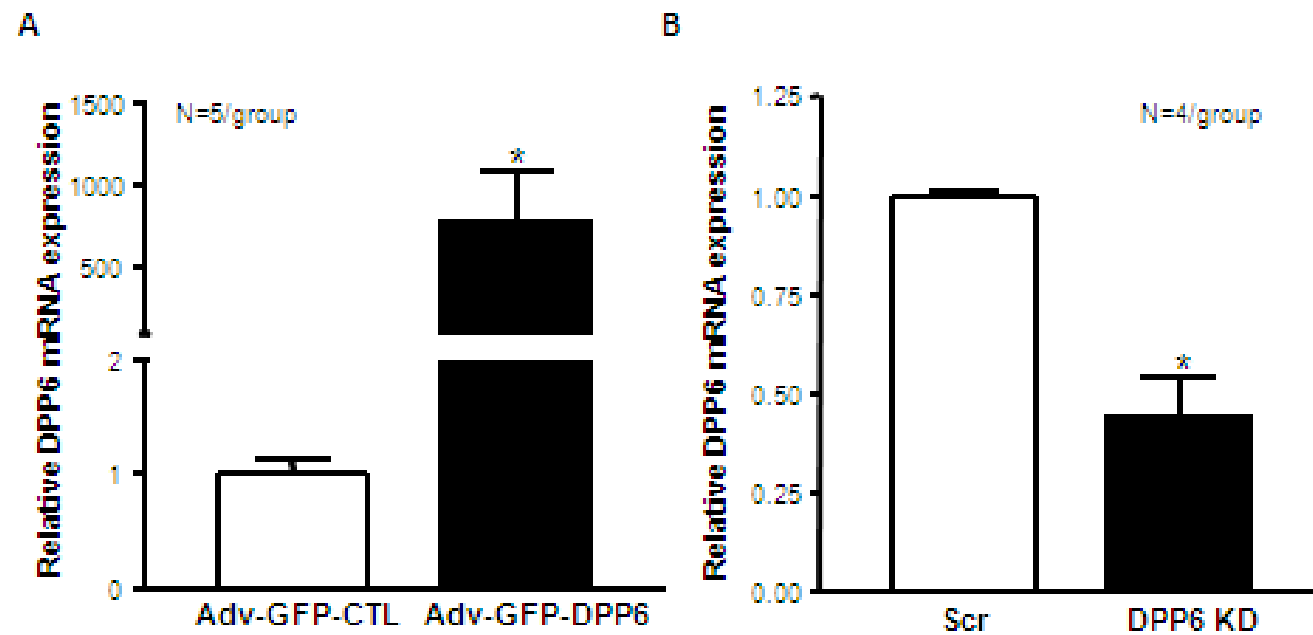 A
Relative DPP6 mRNA expression
1500
1000
500
2
1
0
N=5/group
*
Adv-GFP-CTL
Adv-GFP-DPP6
B
Relative DPP6 mRNA expression
1.25
1.00
0.75
0.50
0.25
0.00
N=4/group
*
Scr
DPP6 KD